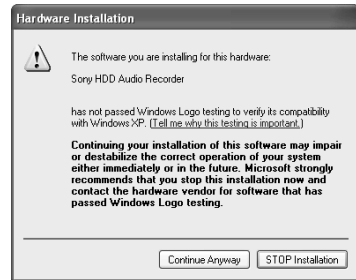 Hardware Installation
The software you are installing for this hardware:
Sony HDD Audio Recorder
has not passed Windows Logo testing to verify its compatibility
with Windows XP. (Tell me why this testing is important.)
Continuing your installation of this software may impair
or destabilize the correct operation of your system
either immediately or in the future. Microsoft strongly
recommends that you stop this installation now and
contact the hardware vendor for software that has
passed Windows Logo testing.
Continue Anyway
STOP Installation